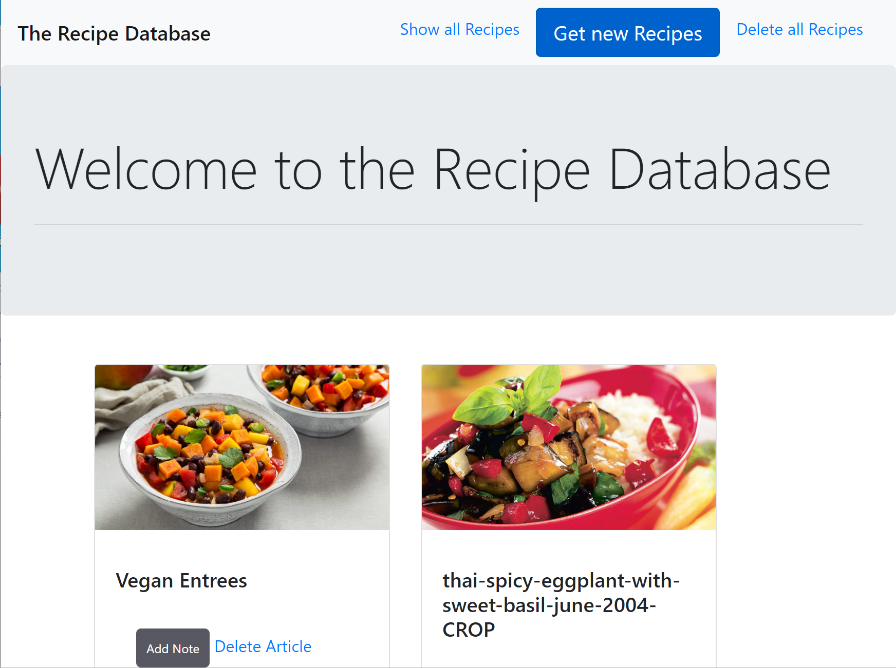 The Recipe Database
Show all Recipes
Get new Recipes
Delete all Recipes
Welcome to the Recipe Database
Vegan Entrees
Add Note
Delete Article
thai-spicy-eggplant-with-
sweet-basil-june-2004-
CROP